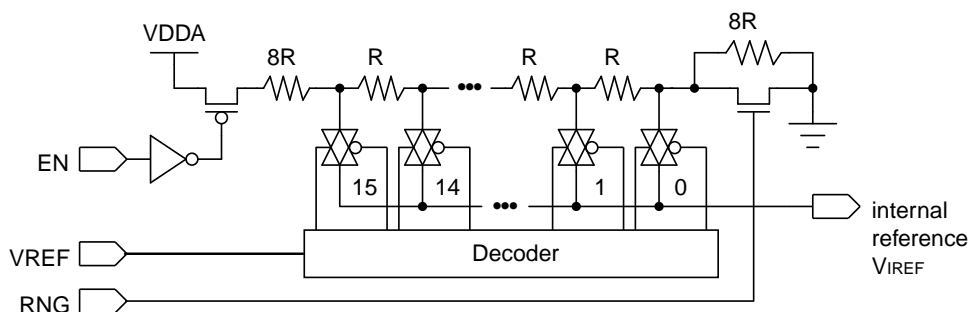 8R
VDDA
8R
R
R
R
•••
EN
15
14
1
0
•••
internal
reference
VIREF
VREF
Decoder
RNG